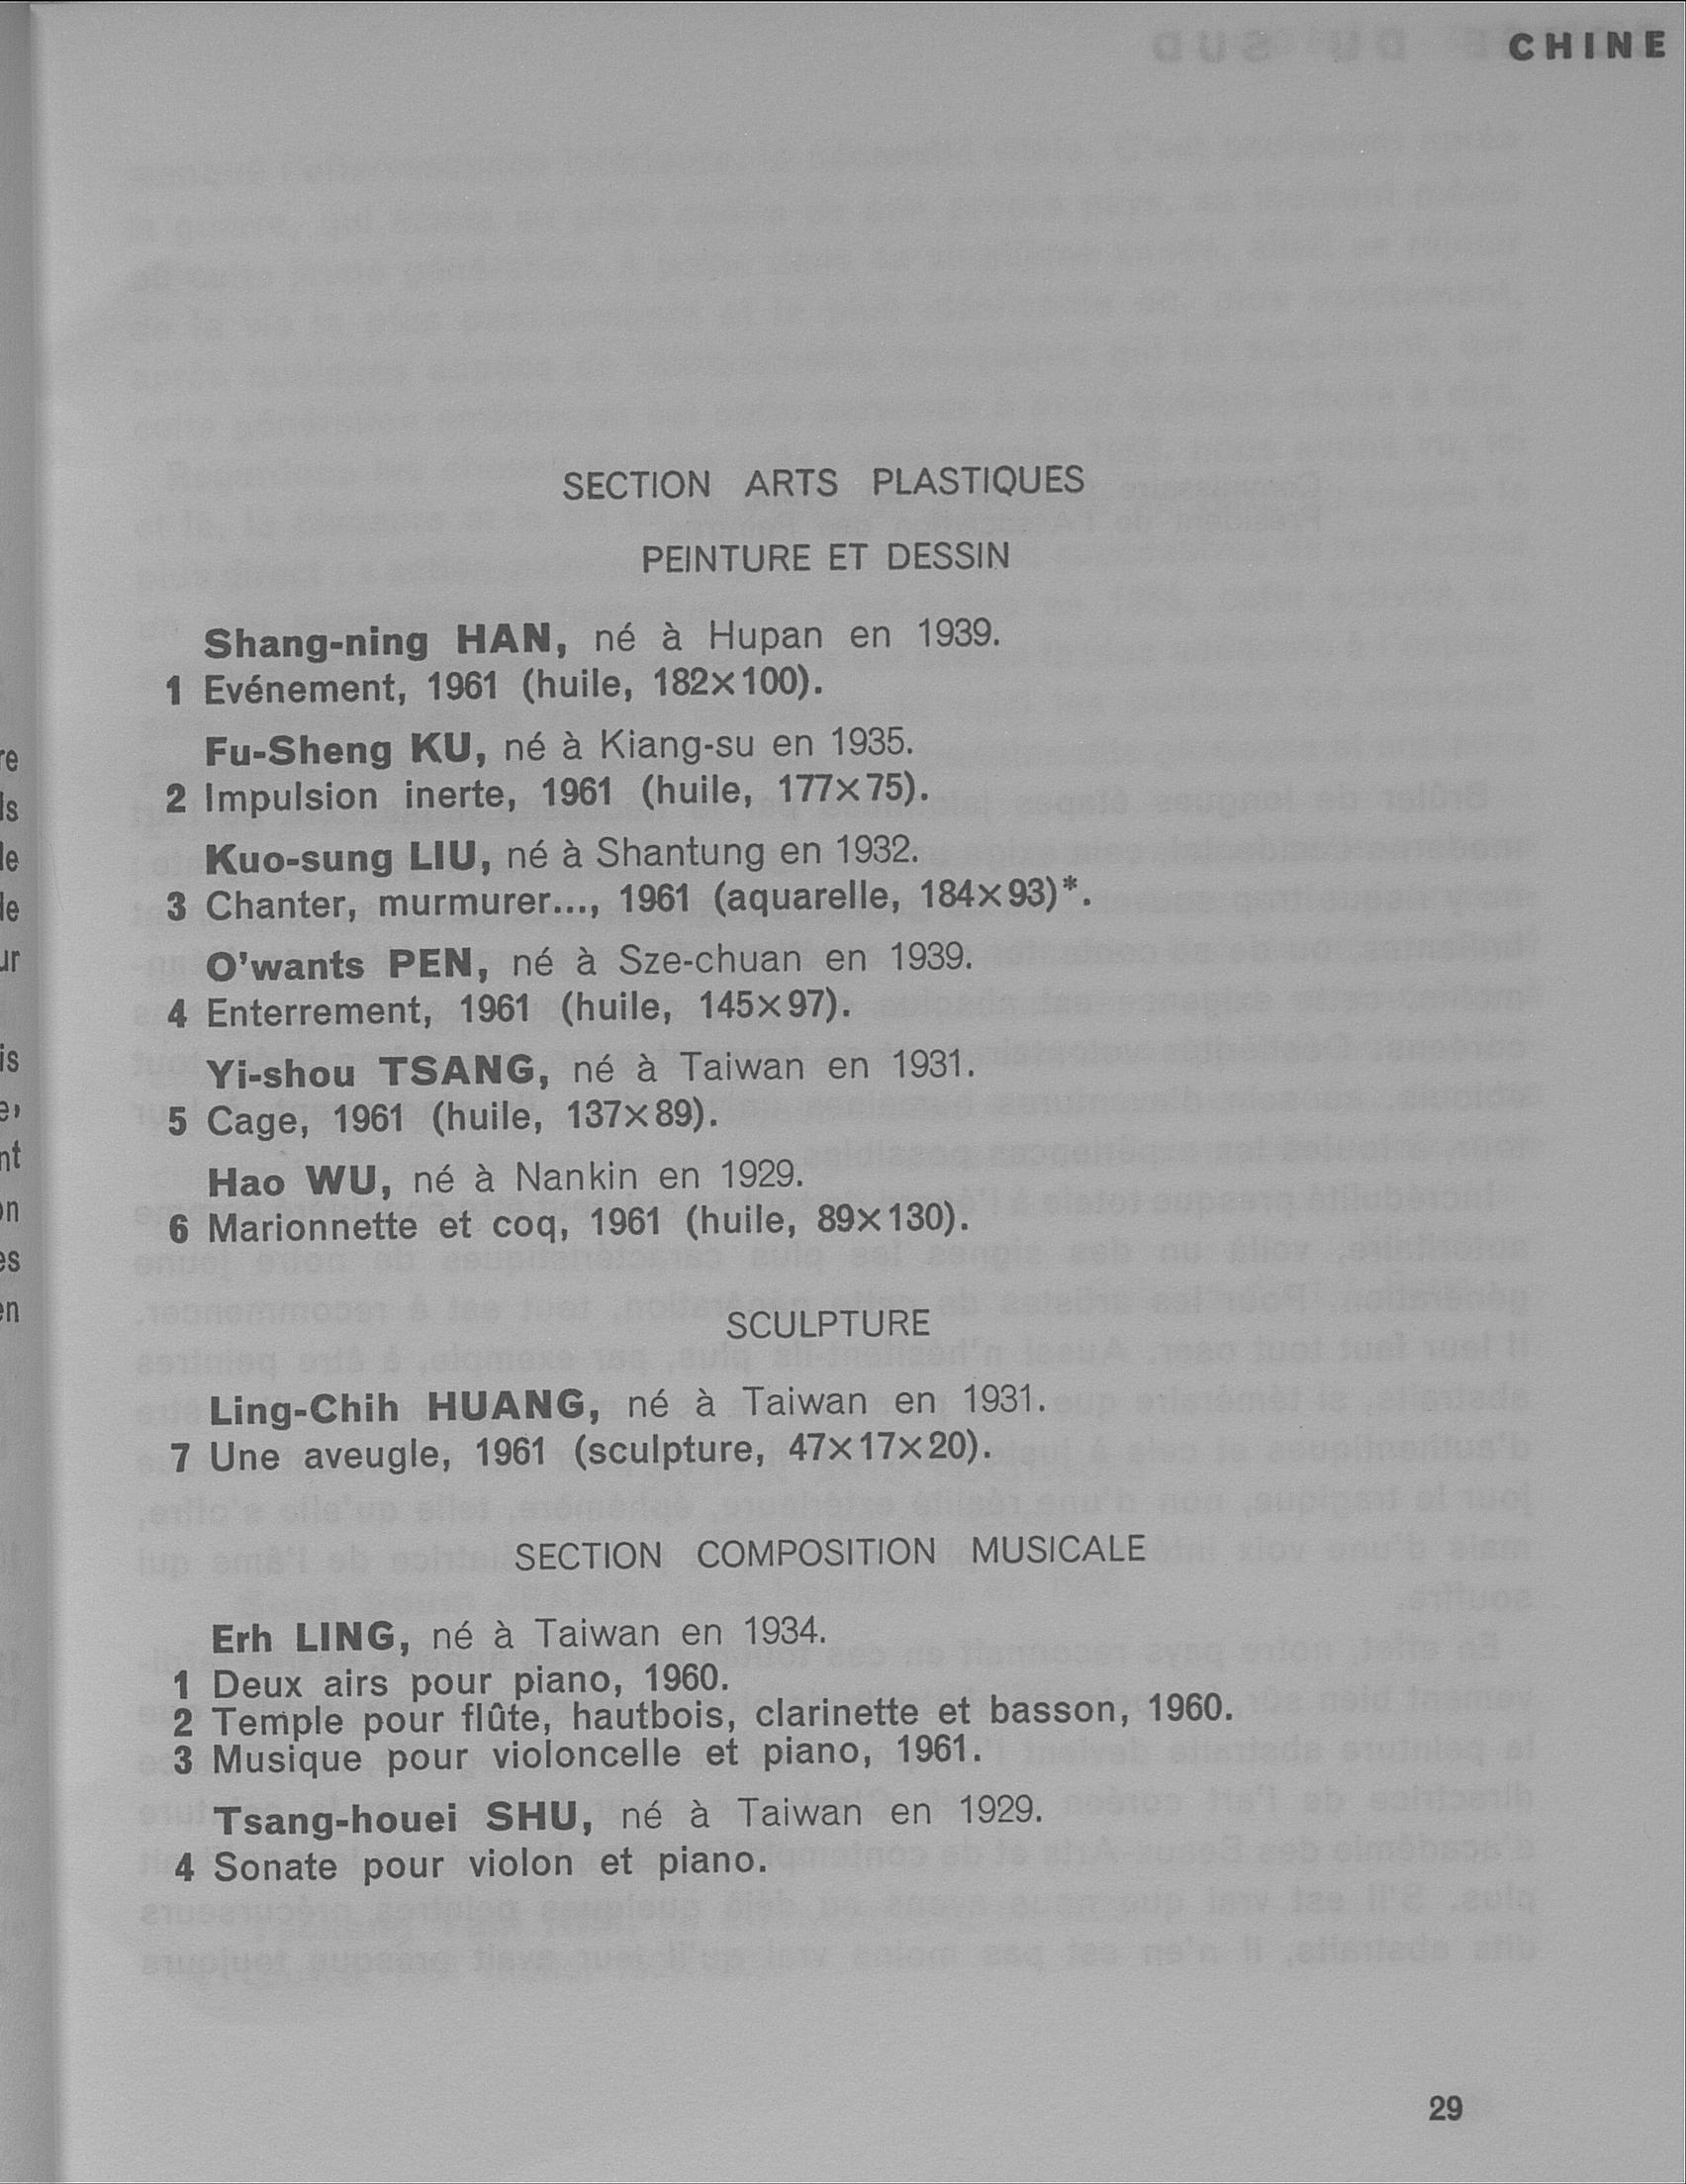 CHINE
SECTION ARTS PLASTIQUES
PEINTURE ET DESSIN
Shang-ning HAN, né à Hupan en 1939.
1 Evénement, 1961 (huile, 182×100).
Fu-Sheng KU, né à Kiang-su en 1935.
2 Impulsion inerte, 1961 (huile, 177×75).
Kuo-sung LIU, né à Shantung en 1932.
3 Chanter, murmurer..., 1961 (aquarelle, 184×93)*.
O'wants PEN, né à Sze-chuan en 1939.
4 Enterrement, 1961 (huile, 145×97).
Yi-shou TSANG, né à Taiwan en 1931.
5 Cage, 1961 (huile, 137×89).
Hao WU, né à Nankin en 1929.
6 Marionnette et coq, 1961 (huile, 89×130).
SCULPTURE
Ling-Chih HUANG, né à Taiwan en 1931.
7 Une aveugle, 1961 (sculpture, 47×17×20).
SECTION COMPOSITION MUSICALE
Erh LING, né à Taiwan en 1934.
1 Deux airs pour piano, 1960.
2 Temple pour flûte, hautbois, clarinette et basson, 1960.
3 Musique pour violoncelle et piano, 1961.
Tsang-houei SHU, né à Taiwan en 1929.
4 Sonate pour violon et piano.
29